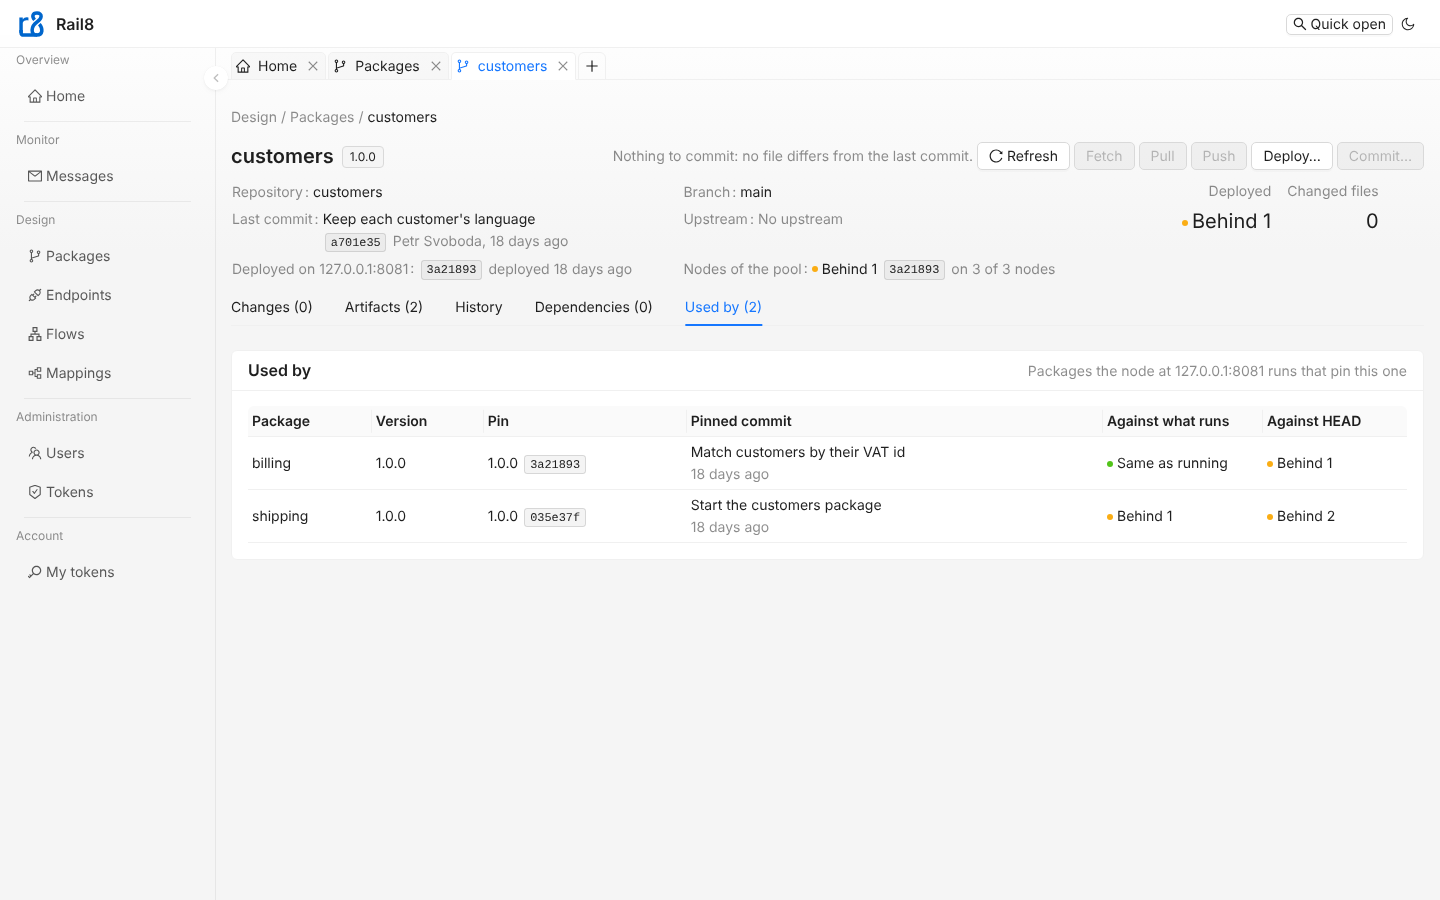 Rail8
Quick open
Overview
Home
Monitor
Messages
Design
Packages
Endpoints
Flows
Mappings
Administration
Users
Tokens
Account
My tokens
Home
Packages
customers
Design / Packages / customers
customers 1.0.0
Nothing to commit: no file differs from the last commit.
Refresh
Fetch
Pull
Push
Deploy...
Commit...
Repository: customers
Branch: main
Deployed
Behind 1
Changed files
0
Last commit: Keep each customer's language
a701e35 Petr Svoboda, 18 days ago
Upstream: No upstream
Deployed on 127.0.0.1:8081: 3a21893 deployed 18 days ago
Nodes of the pool: Behind 1 3a21893 on 3 of 3 nodes
Changes (0)
Artifacts (2)
History
Dependencies (0)
Used by (2)
Used by
Packages the node at 127.0.0.1:8081 runs that pin this one
Package Version Pin Pinned commit Against what runs Against HEAD
billing 1.0.0 1.0.0 3a21893 Match customers by their VAT id Same as running Behind 1
18 days ago
shipping 1.0.0 1.0.0 035e37f Start the customers package Behind 1 Behind 2
18 days ago